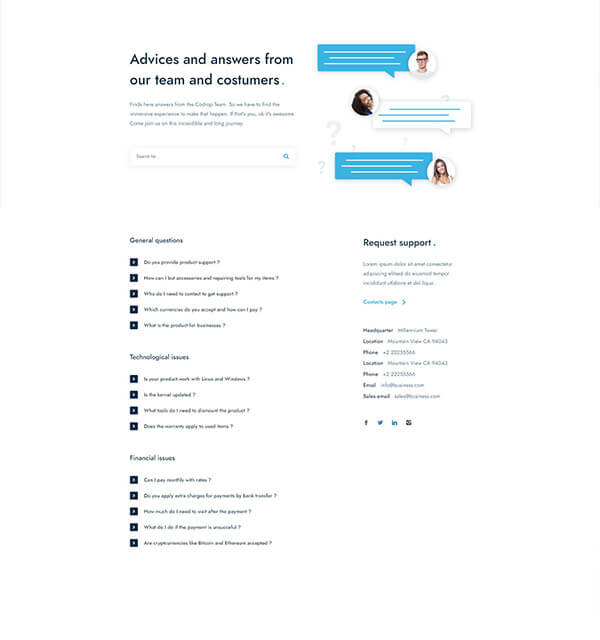 Advices and answers from
our team and costumers.
Finds here answers from the Codrop Team. So we have to find the
immersive experience to make that happen. If that's you, ok it's awesome.
Come join us on this incredible and long journey.
Search for...
General questions
Do you provide product support ?
How can I but accessories and repairing tools for my items ?
Who do I need to contact to get support ?
Which currencies do you accept and how can I pay ?
What is the product for businesses ?
Technological issues
Is your product work with Linux and Windows ?
Is the kernel updated ?
What tools do I need to dismount the product ?
Does the warranty apply to used items ?
Financial issues
Can I pay monthly with rates ?
Do you apply extra charges for payments by bank transfer ?
How much do I need to wait after the payment ?
What do I do if the payment is unsuccessful ?
Are cryptcurrencies like Bitcoin and Ethereum accepted ?
Request support.
Lorem ipsum dolor sit amet consectetur
adipiscing elitsed do eiusmod tempor
incididunt utlabore et dol lique.
Contacts page
Headquarter Millennium Tower
Location Mountain View CA 94043
Phone +2 22255566
Location Mountain View CA 94043
Phone +2 22255566
Email info@business.com
Sales email sales@business.com